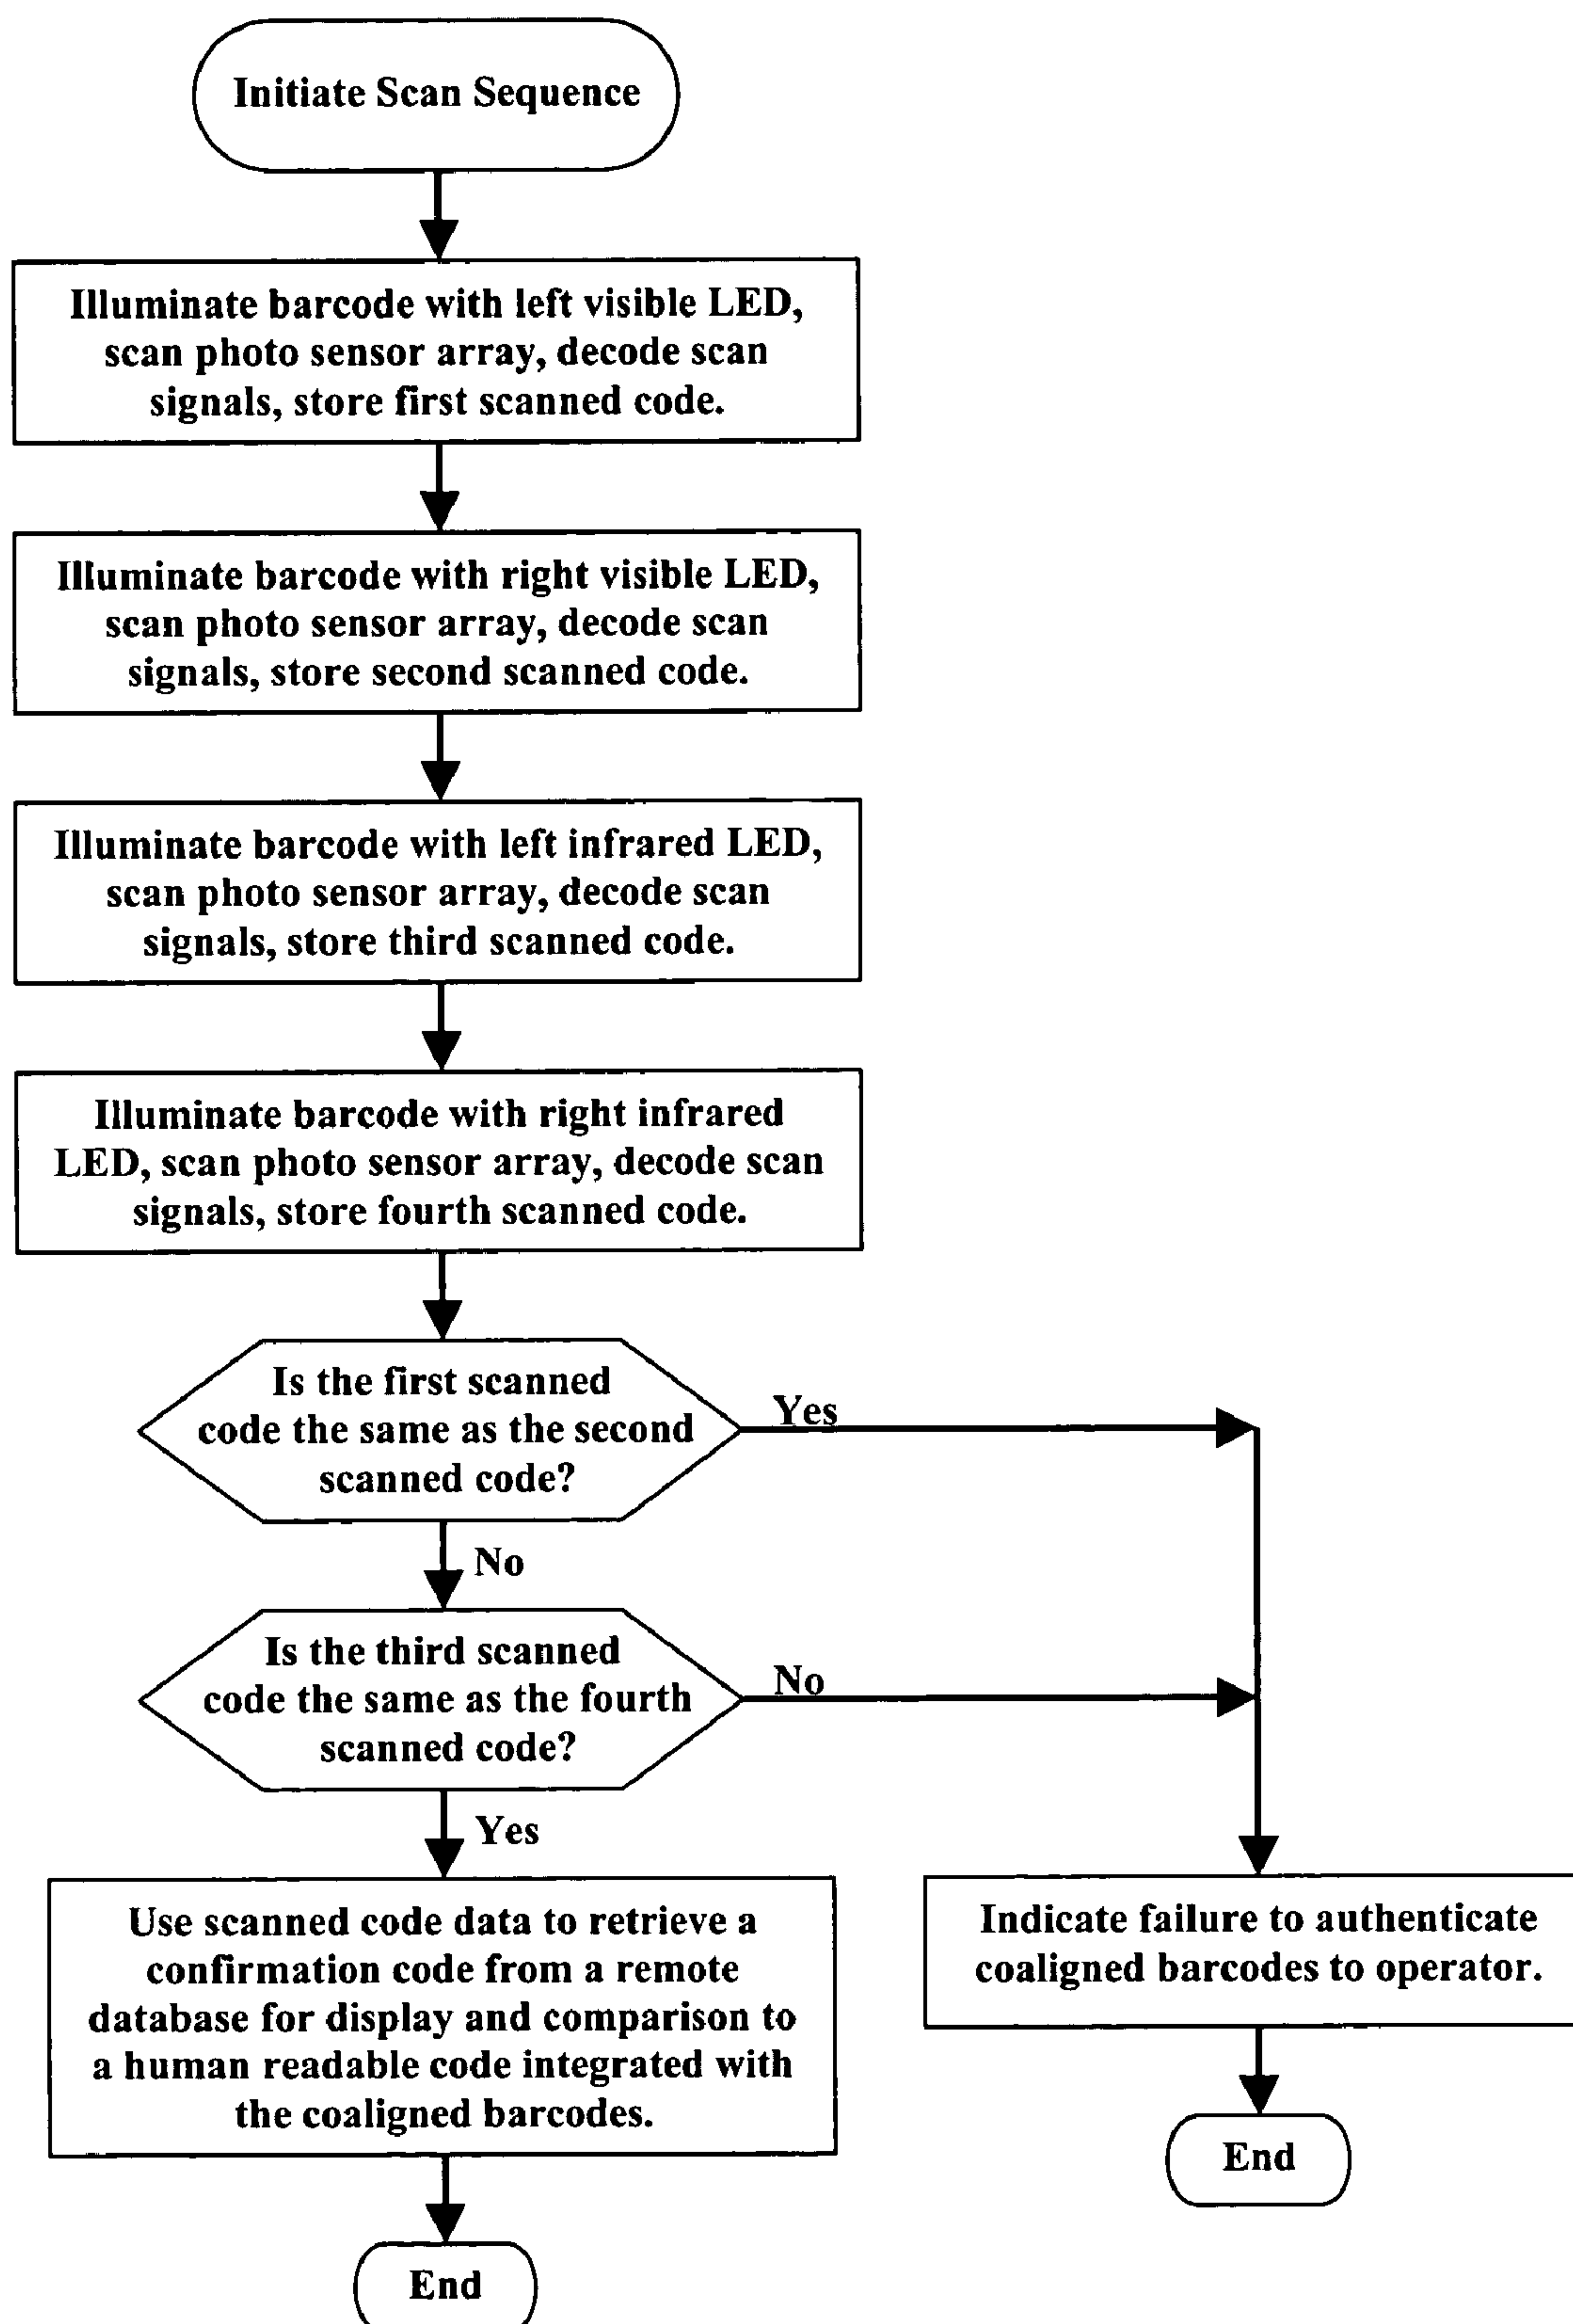 Initiate Scan Sequence
Illuminate barcode with left visible LED,
scan photo sensor array, decode scan
signals, store first scanned code.
Illuminate barcode with right visible LED,
scan photo sensor array, decode scan
signals, store second scanned code.
Illuminate barcode with left infrared LED,
scan photo sensor array, decode scan
signals, store third scanned code.
Illuminate barcode with right infrared
LED, scan photo sensor array, decode scan
signals, store fourth scanned code.
Is the first scanned
code the same as the second
scanned code?
Yes
No
Is the third scanned
code the same as the fourth
scanned code?
No
Yes
Use scanned code data to retrieve a
confirmation code from a remote
database for display and comparison to
a human readable code integrated with
the coaligned barcodes.
Indicate failure to authenticate
coaligned barcodes to operator.
End
End